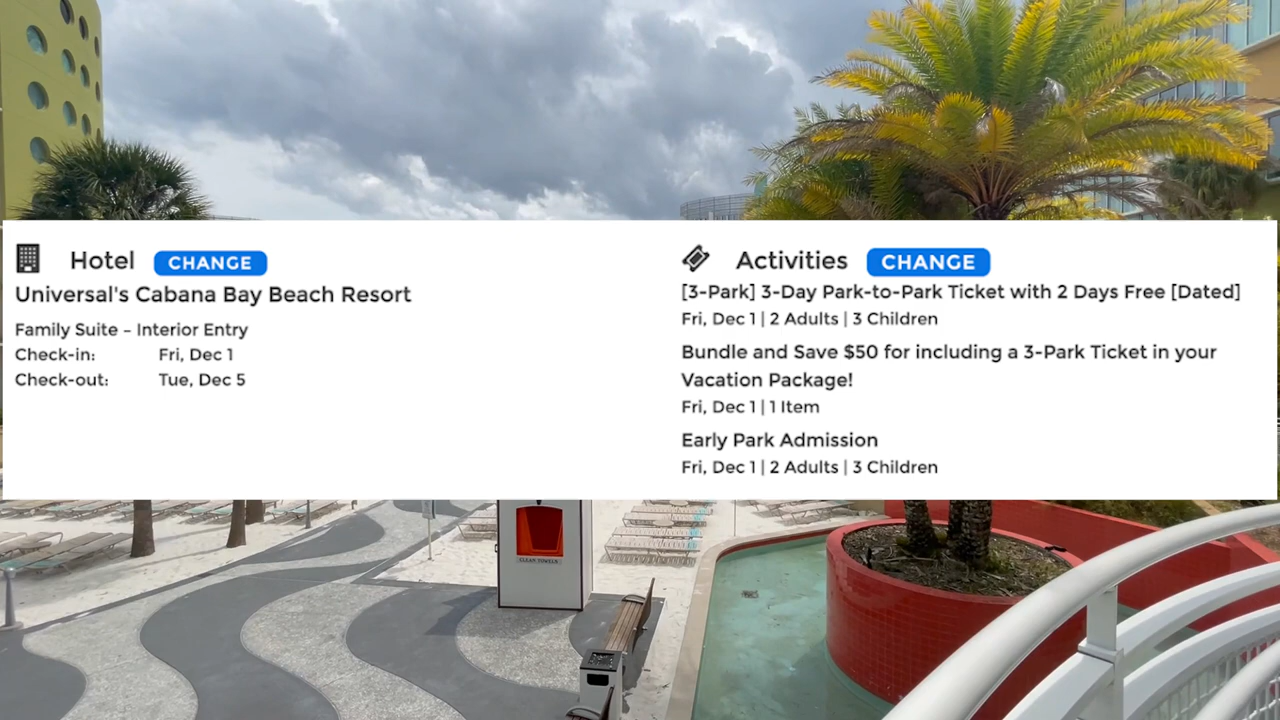 Hotel CHANGE
Universal's Cabana Bay Beach Resort
Family Suite – Interior Entry
Check-in: Fri, Dec 1
Check-out: Tue, Dec 5
Activities CHANGE
[3-Park] 3-Day Park-to-Park Ticket with 2 Days Free [Dated]
Fri, Dec 1 | 2 Adults | 3 Children
Bundle and Save $50 for including a 3-Park Ticket in your
Vacation Package!
Fri, Dec 1 | 1 Item
Early Park Admission
Fri, Dec 1 | 2 Adults | 3 Children
CLEAN TOWELS